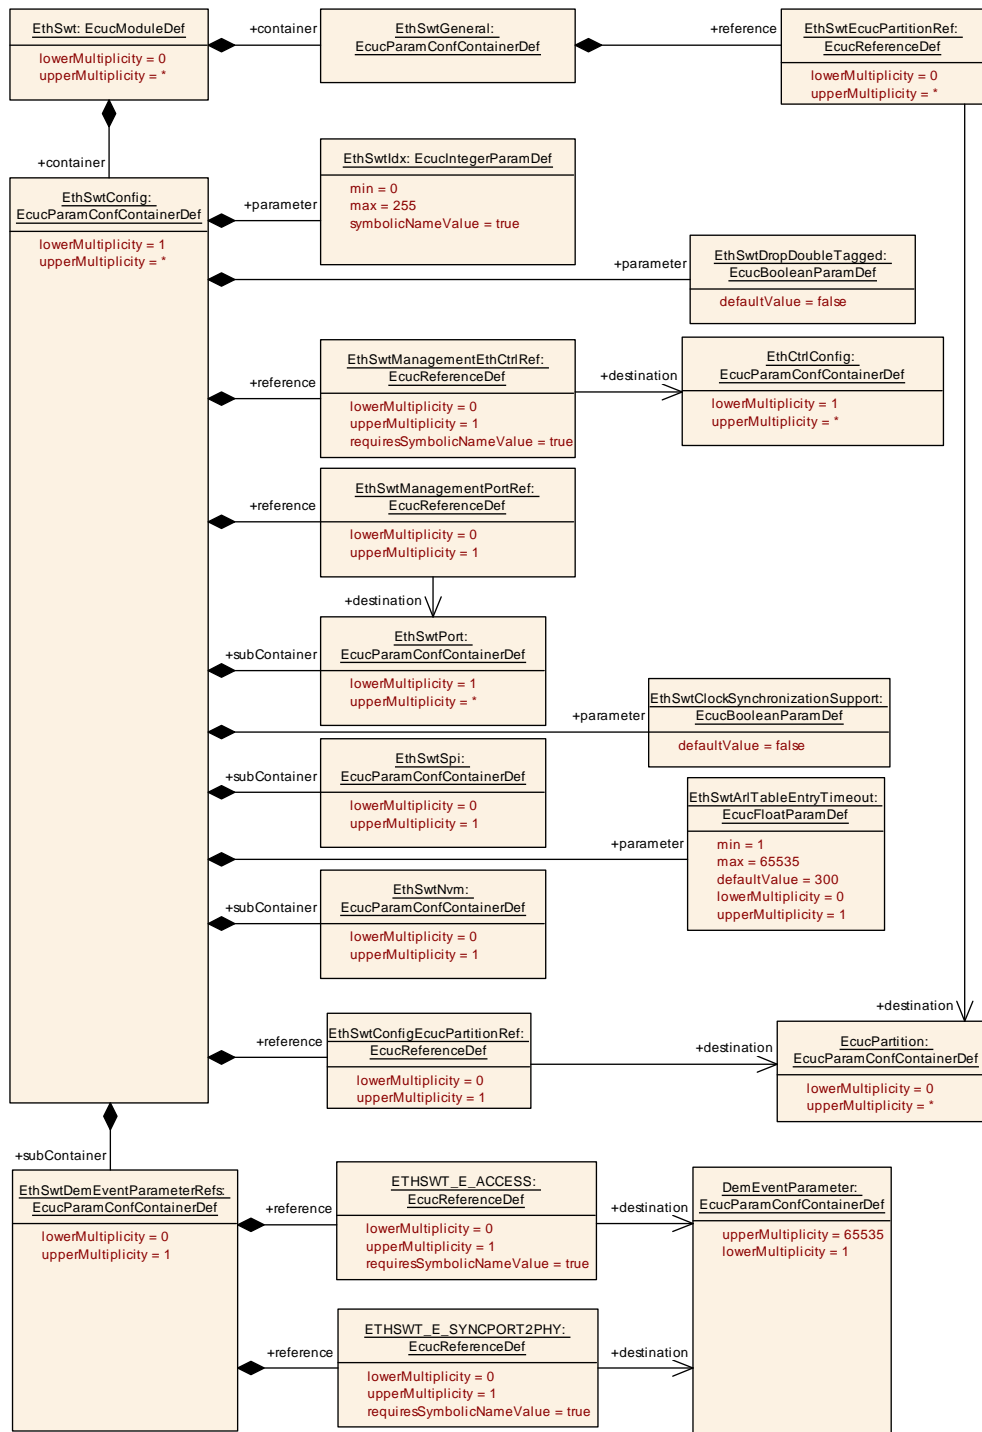 EthSwt: EcucModuleDef
lowerMultiplicity = 0
upperMultiplicity = *
+container
EthSwtGeneral:
EcucParamConfContainerDef
+reference
EthSwtEcucPartitionRef:
EcucReferenceDef
lowerMultiplicity = 0
upperMultiplicity = *
+container
EthSwtConfig:
EcucParamConfContainerDef
lowerMultiplicity = 1
upperMultiplicity = *
+parameter
EthSwtIdx: EcucIntegerParamDef
min = 0
max = 255
symbolicNameValue = true
+parameter
EthSwtDropDoubleTagged:
EcucBooleanParamDef
defaultValue = false
+reference
EthSwtManagementEthCtrlRef:
EcucReferenceDef
lowerMultiplicity = 0
upperMultiplicity = 1
requiresSymbolicNameValue = true
+destination
EthCtrlConfig:
EcucParamConfContainerDef
lowerMultiplicity = 1
upperMultiplicity = *
+reference
EthSwtManagementPortRef:
EcucReferenceDef
lowerMultiplicity = 0
upperMultiplicity = 1
+destination
+subContainer
EthSwtPort:
EcucParamConfContainerDef
lowerMultiplicity = 1
upperMultiplicity = *
+parameter
EthSwtClockSynchronizationSupport:
EcucBooleanParamDef
defaultValue = false
+subContainer
EthSwtSpi:
EcucParamConfContainerDef
lowerMultiplicity = 0
upperMultiplicity = 1
+parameter
EthSwtArlTableEntryTimeout:
EcucFloatParamDef
min = 1
max = 65535
defaultValue = 300
lowerMultiplicity = 0
upperMultiplicity = 1
+subContainer
EthSwtNvm:
EcucParamConfContainerDef
lowerMultiplicity = 0
upperMultiplicity = 1
+destination
+reference
EthSwtConfigEcucPartitionRef:
EcucReferenceDef
lowerMultiplicity = 0
upperMultiplicity = 1
+destination
EcucPartition:
EcucParamConfContainerDef
lowerMultiplicity = 0
upperMultiplicity = *
+subContainer
EthSwtDemEventParameterRefs:
EcucParamConfContainerDef
lowerMultiplicity = 0
upperMultiplicity = 1
+reference
ETHSWT_E_ACCESS:
EcucReferenceDef
lowerMultiplicity = 0
upperMultiplicity = 1
requiresSymbolicNameValue = true
+destination
DemEventParameter:
EcucParamConfContainerDef
upperMultiplicity = 65535
lowerMultiplicity = 1
+reference
ETHSWT_E_SYNCPORT2PHY:
EcucReferenceDef
lowerMultiplicity = 0
upperMultiplicity = 1
requiresSymbolicNameValue = true
+destination